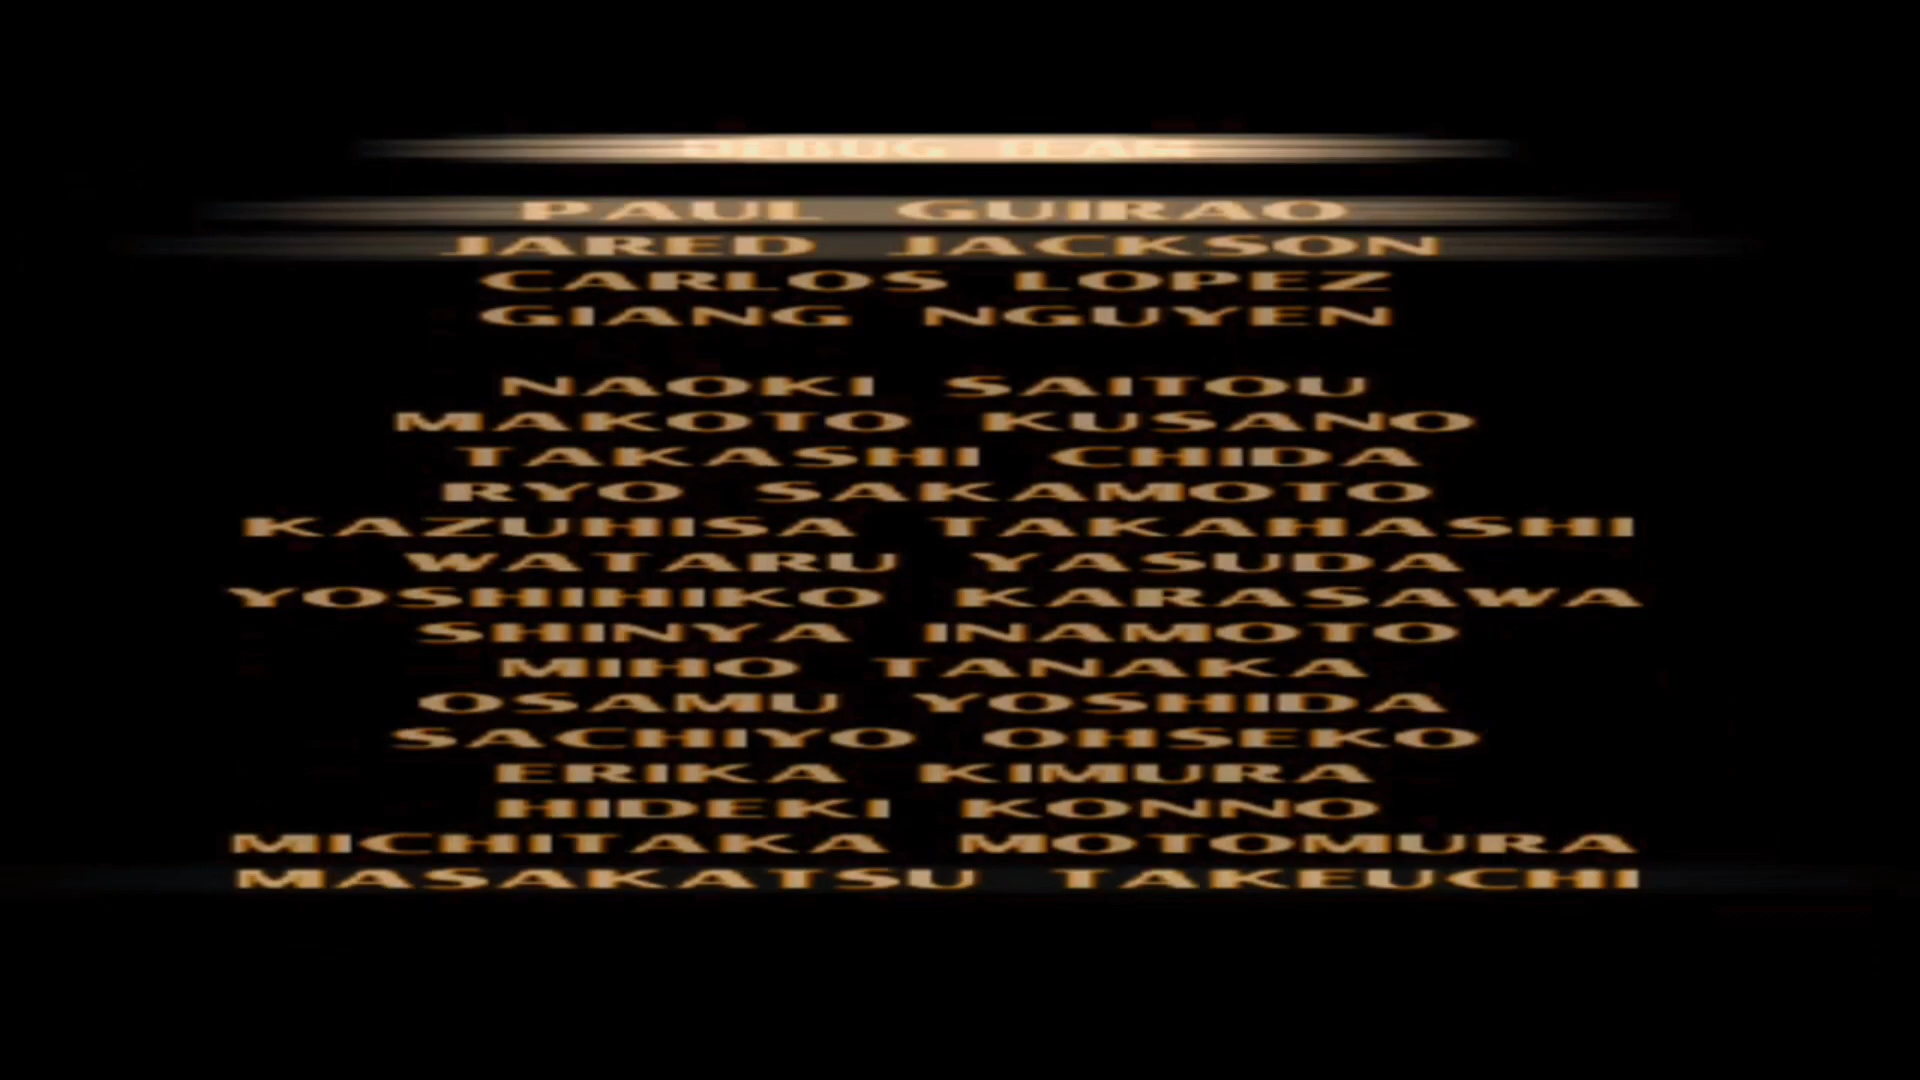 DEBUG TEAM
PAUL GUIRAO
JARED JACKSON
CARLOS LOPEZ
GIANG NGUYEN
NAOKI SAITOU
MAKOTO KUSANO
TAKASHI CHIDA
RYO SAKAMOTO
KAZUHISA TAKAHASHI
WATARU YASUDA
YOSHIHIKO KARASAWA
SHINYA INAMOTO
MIHO TANAKA
OSAMU YOSHIDA
SACHIYO OHSEKO
ERIKA KIMURA
HIDEKI KONNO
MICHITAKA MOTOMURA
MASAKATSU TAKEUCHI